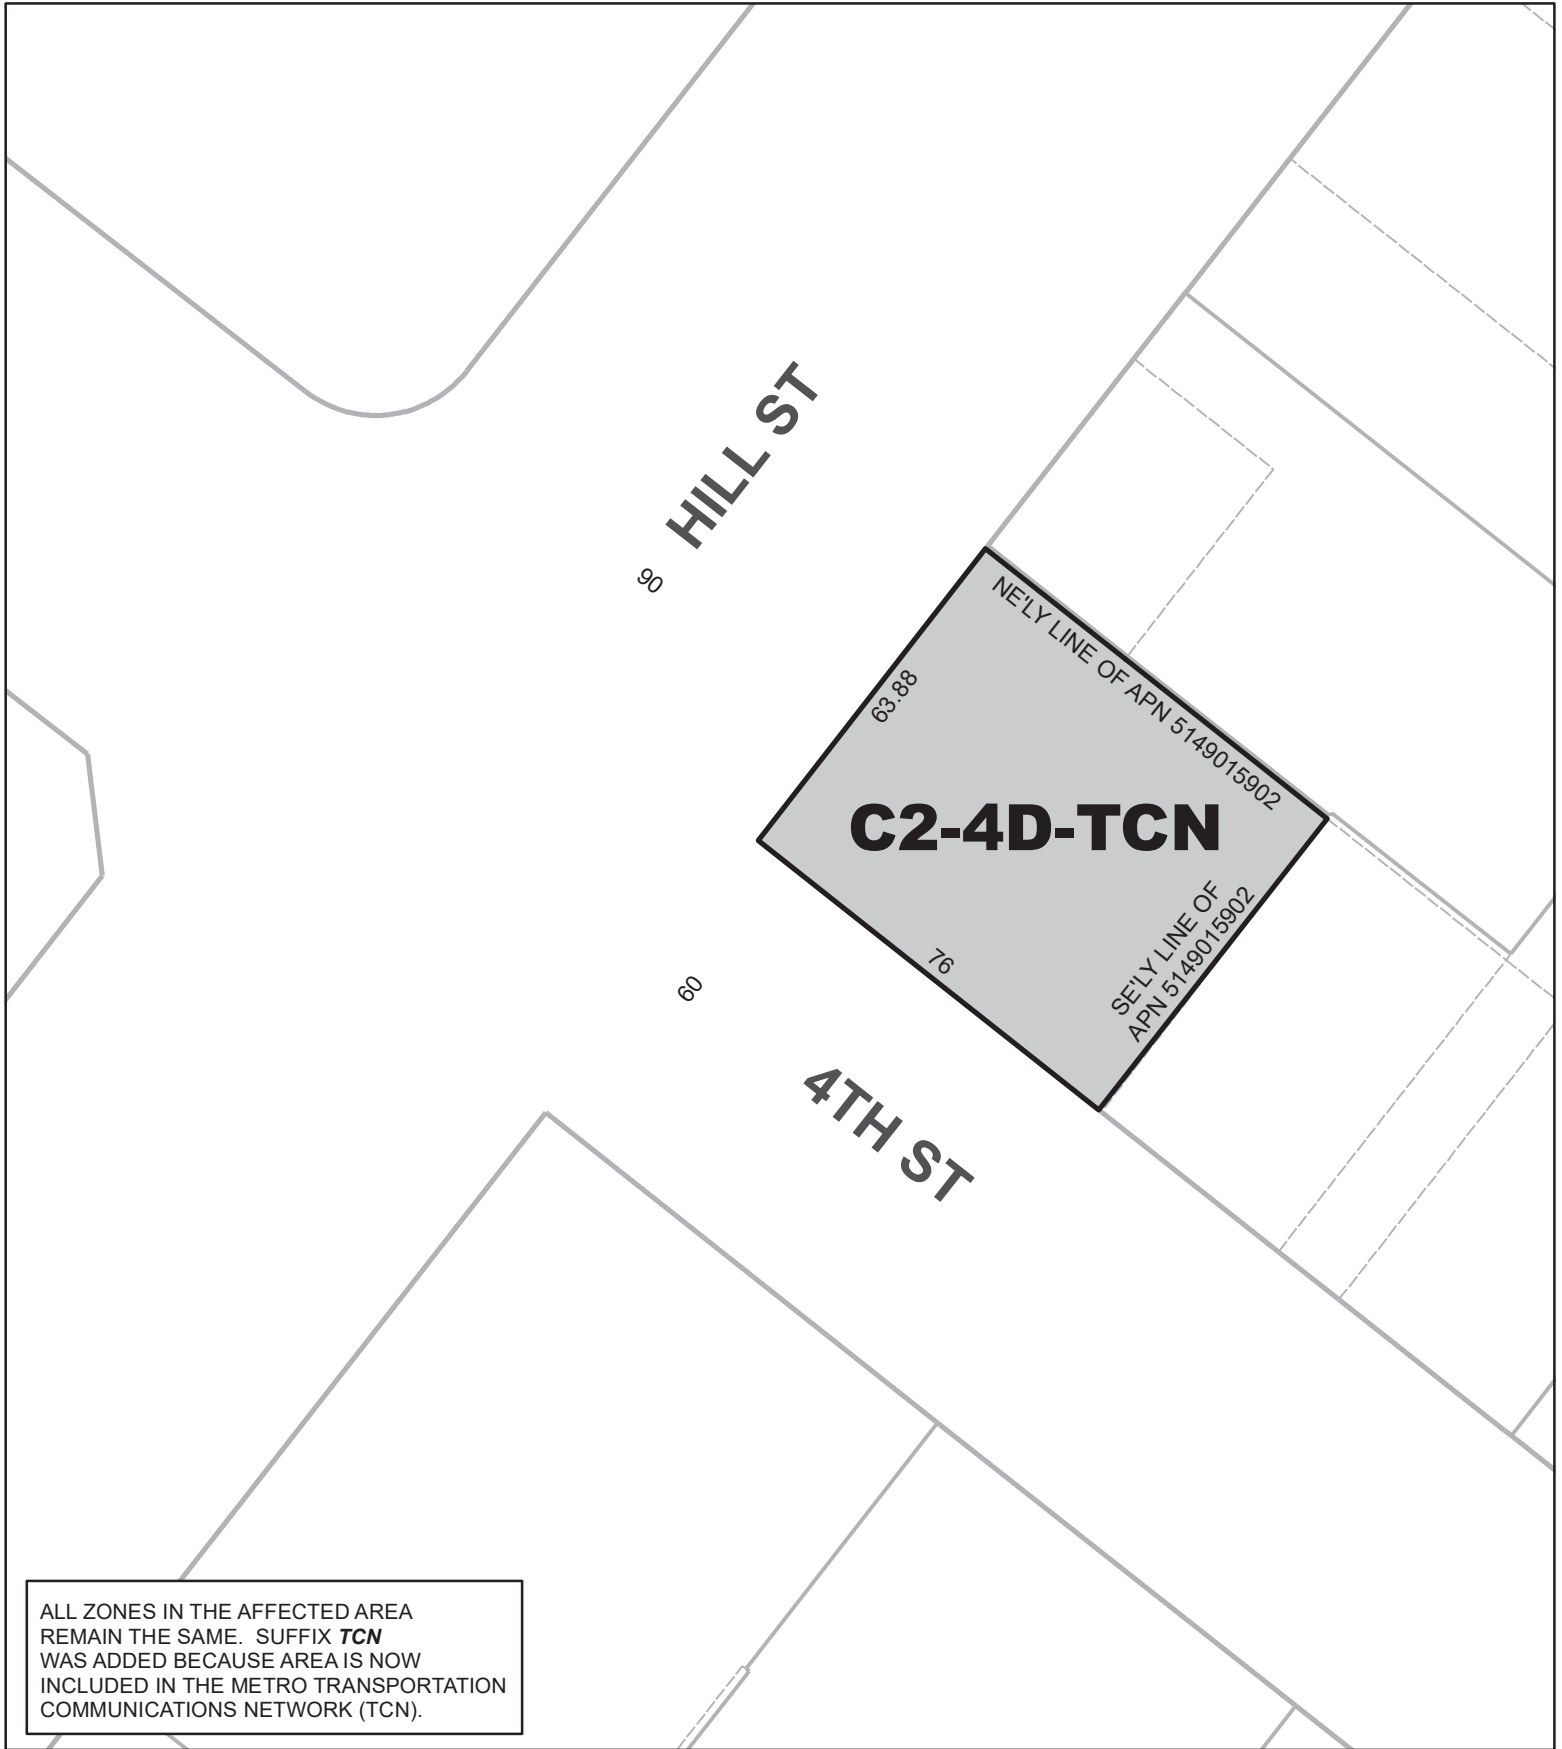 HILL ST
90
NE'LY LINE OF APN 5149015902
63.88
C2-4D-TCN
SE'LY LINE OF
APN 5149015902
76
60
4TH ST
ALL ZONES IN THE AFFECTED AREA
REMAIN THE SAME. SUFFIX TCN
WAS ADDED BECAUSE AREA IS NOW
INCLUDED IN THE METRO TRANSPORTATION
COMMUNICATIONS NETWORK (TCN).